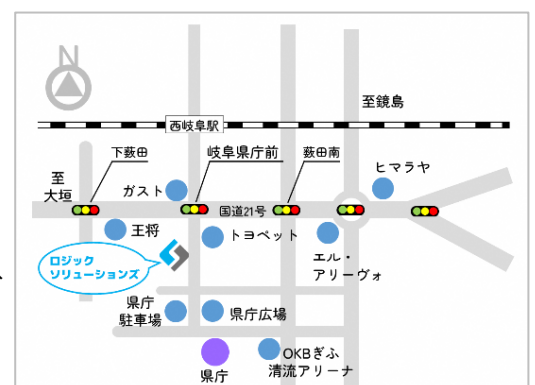 N
至鏡島
西岐阜駅
下薮田
岐阜県庁前
薮田南
ヒマラヤ
至
大垣
ガスト
国道21号
王将
トヨペット
エル・
アリーヴォ
ロジック
ソリューションズ
県庁
駐車場
県庁広場
県庁
OKBぎふ
清流アリーナ